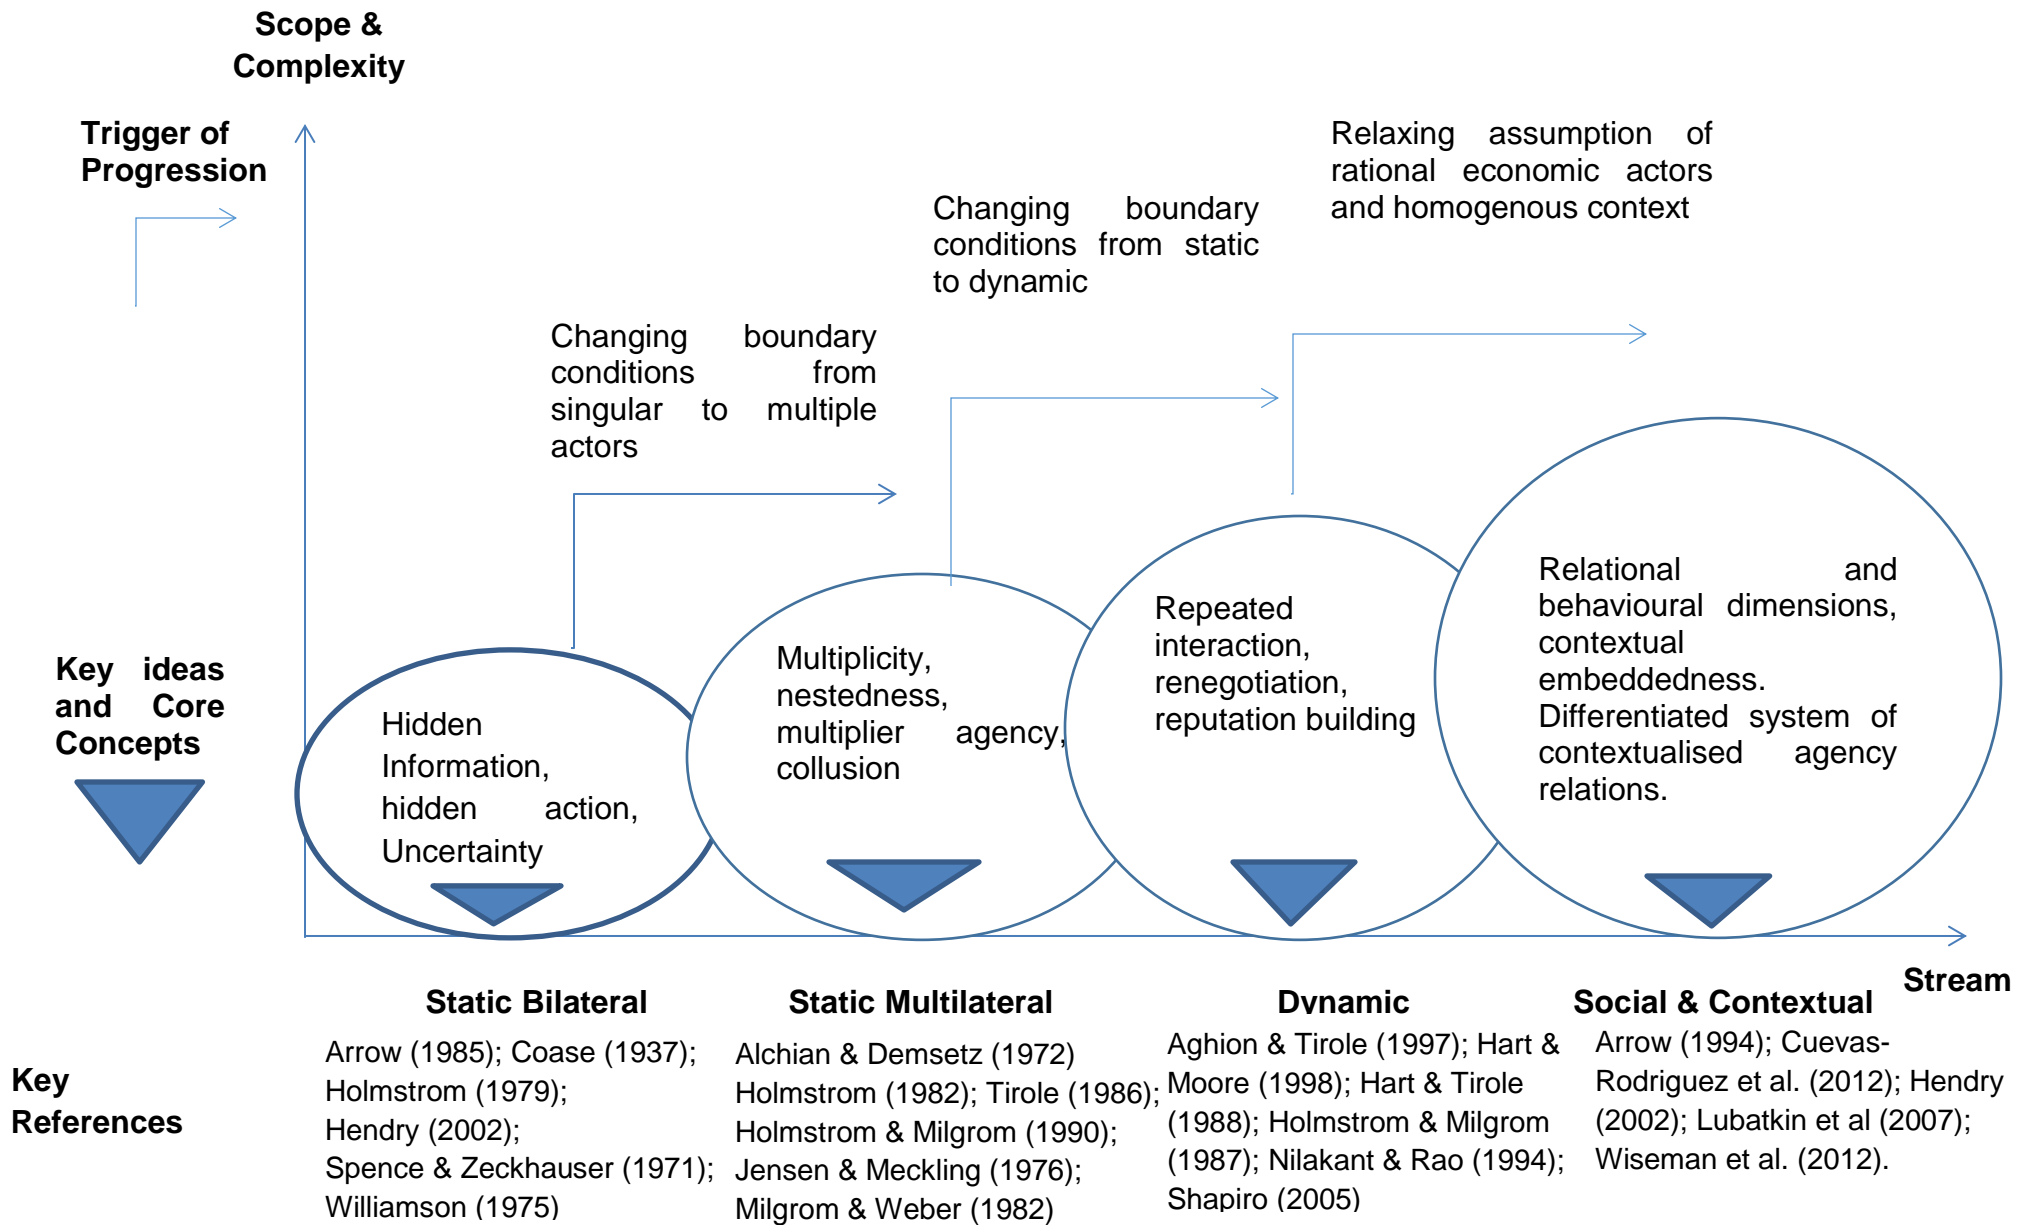 Scope &
Complexity
Trigger of
Progression
Relaxing assumption of
rational economic actors
and homogenous context
Changing boundary
conditions from static
to dynamic
Changing boundary
conditions from
singular to multiple
actors
Key ideas
and Core
Concepts
Hidden
Information,
hidden action,
Uncertainty
Multiplicity,
nestedness,
multiplier agency,
collusion
Repeated
interaction,
renegotiation,
reputation building
Relational and
behavioural dimensions,
contextual
embeddedness.
Differentiated system of
contextualised agency
relations.
Stream
Static Bilateral
Static Multilateral
Dynamic
Social & Contextual
Key
References
Arrow (1985); Coase (1937);
Holmstrom (1979);
Hendry (2002);
Spence & Zeckhauser (1971);
Williamson (1975)
Alchian & Demsetz (1972)
Holmstrom (1982); Tirole (1986);
Holmstrom & Milgrom (1990);
Jensen & Meckling (1976);
Milgrom & Weber (1982)
Aghion & Tirole (1997); Hart &
Moore (1998); Hart & Tirole
(1988); Holmstrom & Milgrom
(1987); Nilakant & Rao (1994);
Shapiro (2005)
Arrow (1994); Cuevas-
Rodriguez et al. (2012); Hendry
(2002); Lubatkin et al (2007);
Wiseman et al. (2012).